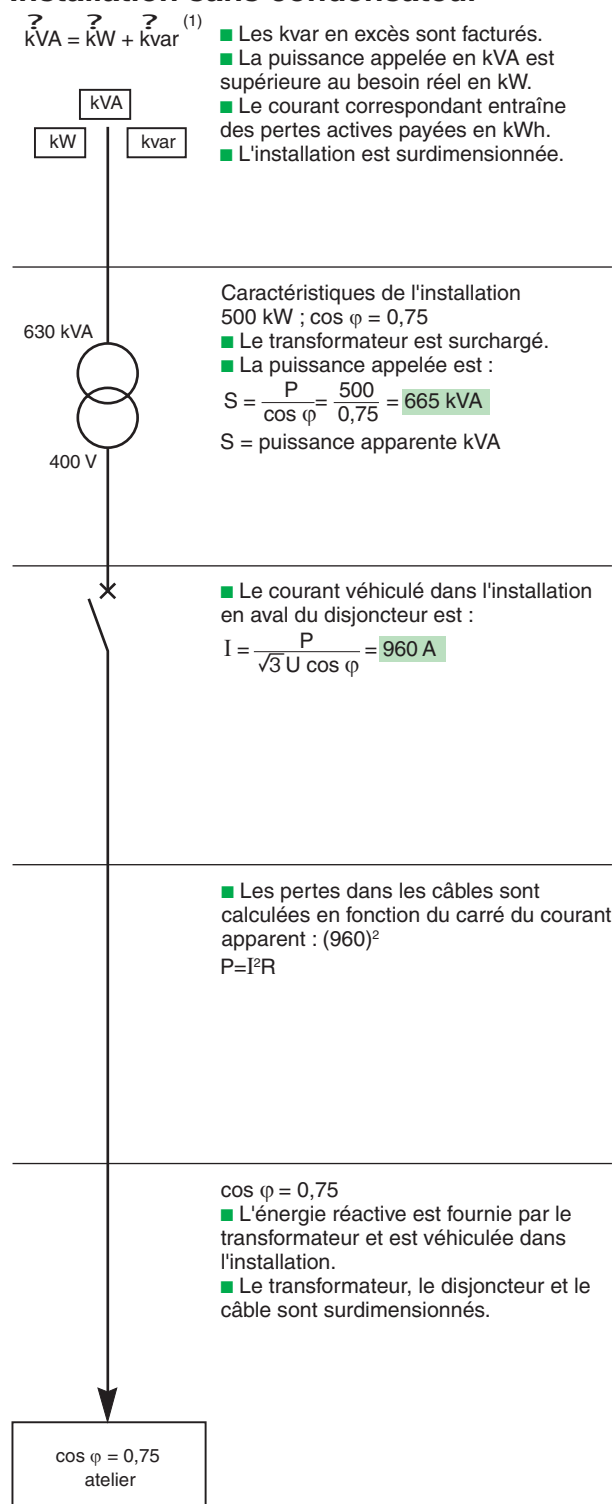 Installation sans condensateur
? ? ?
kVA = kW + kvar (1)
■ Les kvar en excès sont facturés.
■ La puissance appelée en kVA est
supérieure au besoin réel en kW.
■ Le courant correspondant entraîne
des pertes actives payées en kWh.
■ L'installation est surdimensionnée.
kVA
kW
kvar
630 kVA
400 V
Caractéristiques de l'installation
500 kW ; cos φ = 0,75
■ Le transformateur est surchargé.
■ La puissance appelée est :
S = P / cos φ = 500 / 0,75 = 665 kVA
S = puissance apparente kVA
■ Le courant véhiculé dans l'installation
en aval du disjoncteur est :
I = P / √3 U cos φ = 960 A
■ Les pertes dans les câbles sont
calculées en fonction du carré du courant
apparent : (960)²
P=I²R
cos φ = 0,75
■ L'énergie réactive est fournie par le
transformateur et est véhiculée dans
l'installation.
■ Le transformateur, le disjoncteur et le
câble sont surdimensionnés.
cos φ = 0,75
atelier